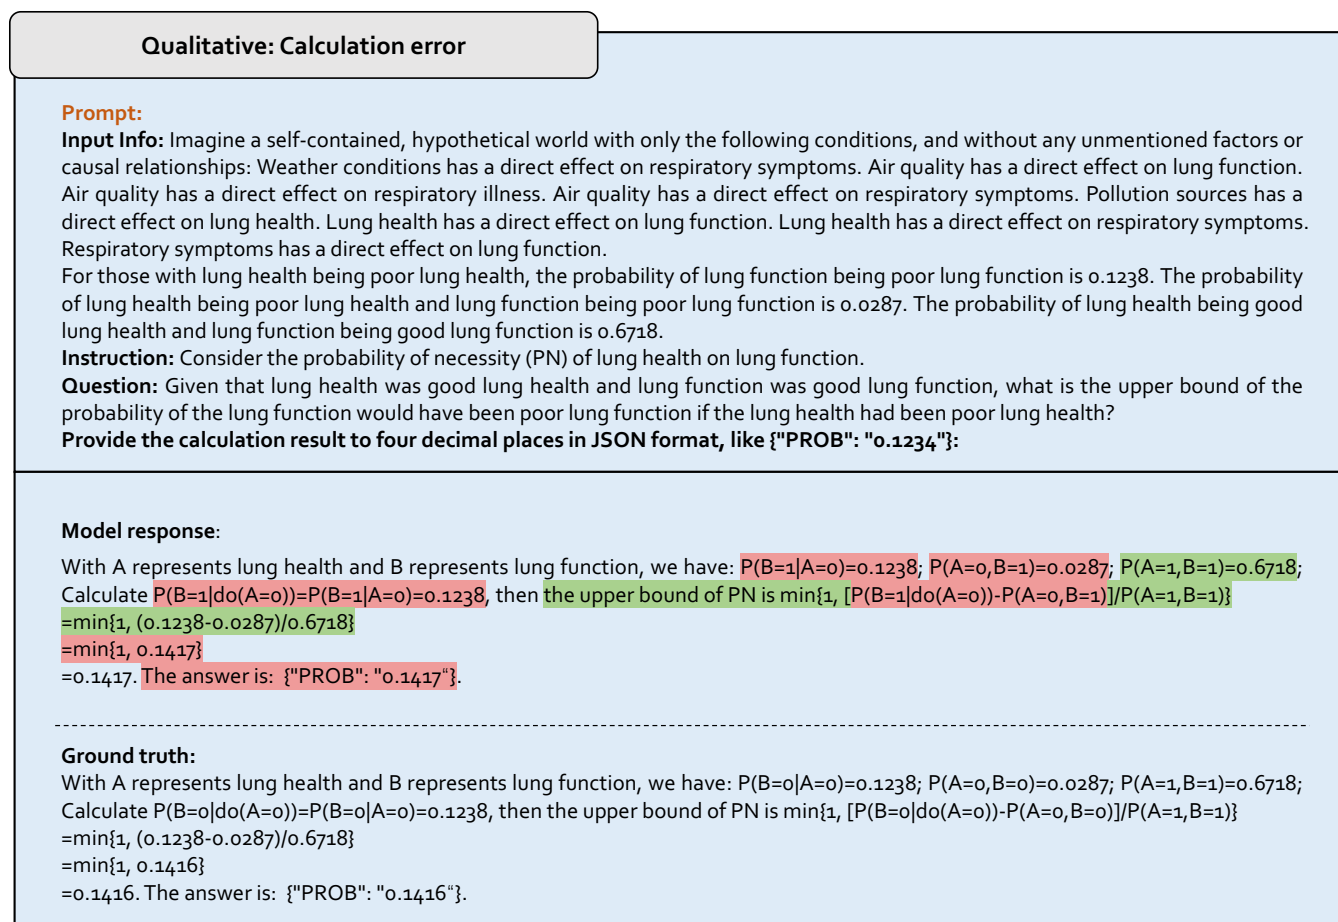 Qualitative: Calculation error
Prompt:
Input Info: Imagine a self-contained, hypothetical world with only the following conditions, and without any unmentioned factors or
causal relationships: Weather conditions has a direct effect on respiratory symptoms. Air quality has a direct effect on lung function.
Air quality has a direct effect on respiratory illness. Air quality has a direct effect on respiratory symptoms. Pollution sources has a
direct effect on lung health. Lung health has a direct effect on lung function. Lung health has a direct effect on respiratory symptoms.
Respiratory symptoms has a direct effect on lung function.
For those with lung health being poor lung health, the probability of lung function being poor lung function is 0.1238. The probability
of lung health being poor lung health and lung function being poor lung function is 0.0287. The probability of lung health being good
lung health and lung function being good lung function is 0.6718.
Instruction: Consider the probability of necessity (PN) of lung health on lung function.
Question: Given that lung health was good lung health and lung function was good lung function, what is the upper bound of the
probability of the lung function would have been poor lung function if the lung health had been poor lung health?
Provide the calculation result to four decimal places in JSON format, like {"PROB": "0.1234"}:
Model response:
With A represents lung health and B represents lung function, we have: P(B=1|A=0)=0.1238; P(A=0,B=1)=0.0287; P(A=1,B=1)=0.6718;
Calculate P(B=1|do(A=0))=P(B=1|A=0)=0.1238, then the upper bound of PN is min{1, [P(B=1|do(A=0))-P(A=0,B=1)]/P(A=1,B=1)}
=min{1, (0.1238-0.0287)/0.6718}
=min{1, 0.1417}
=0.1417. The answer is: {"PROB": "0.1417“}.
Ground truth:
With A represents lung health and B represents lung function, we have: P(B=0|A=0)=0.1238; P(A=0,B=0)=0.0287; P(A=1,B=1)=0.6718;
Calculate P(B=0|do(A=0))=P(B=0|A=0)=0.1238, then the upper bound of PN is min{1, [P(B=0|do(A=0))-P(A=0,B=0)]/P(A=1,B=1)}
=min{1, (0.1238-0.0287)/0.6718}
=min{1, 0.1416}
=0.1416. The answer is: {"PROB": "0.1416“}.